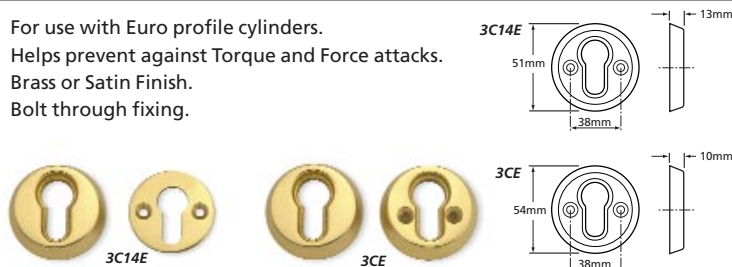 For use with Euro profile cylinders.
Helps prevent against Torque and Force attacks.
Brass or Satin Finish.
Bolt through fixing.
3C14E
13mm
51mm
38mm
3CE
10mm
54mm
38mm
3C14E
3CE